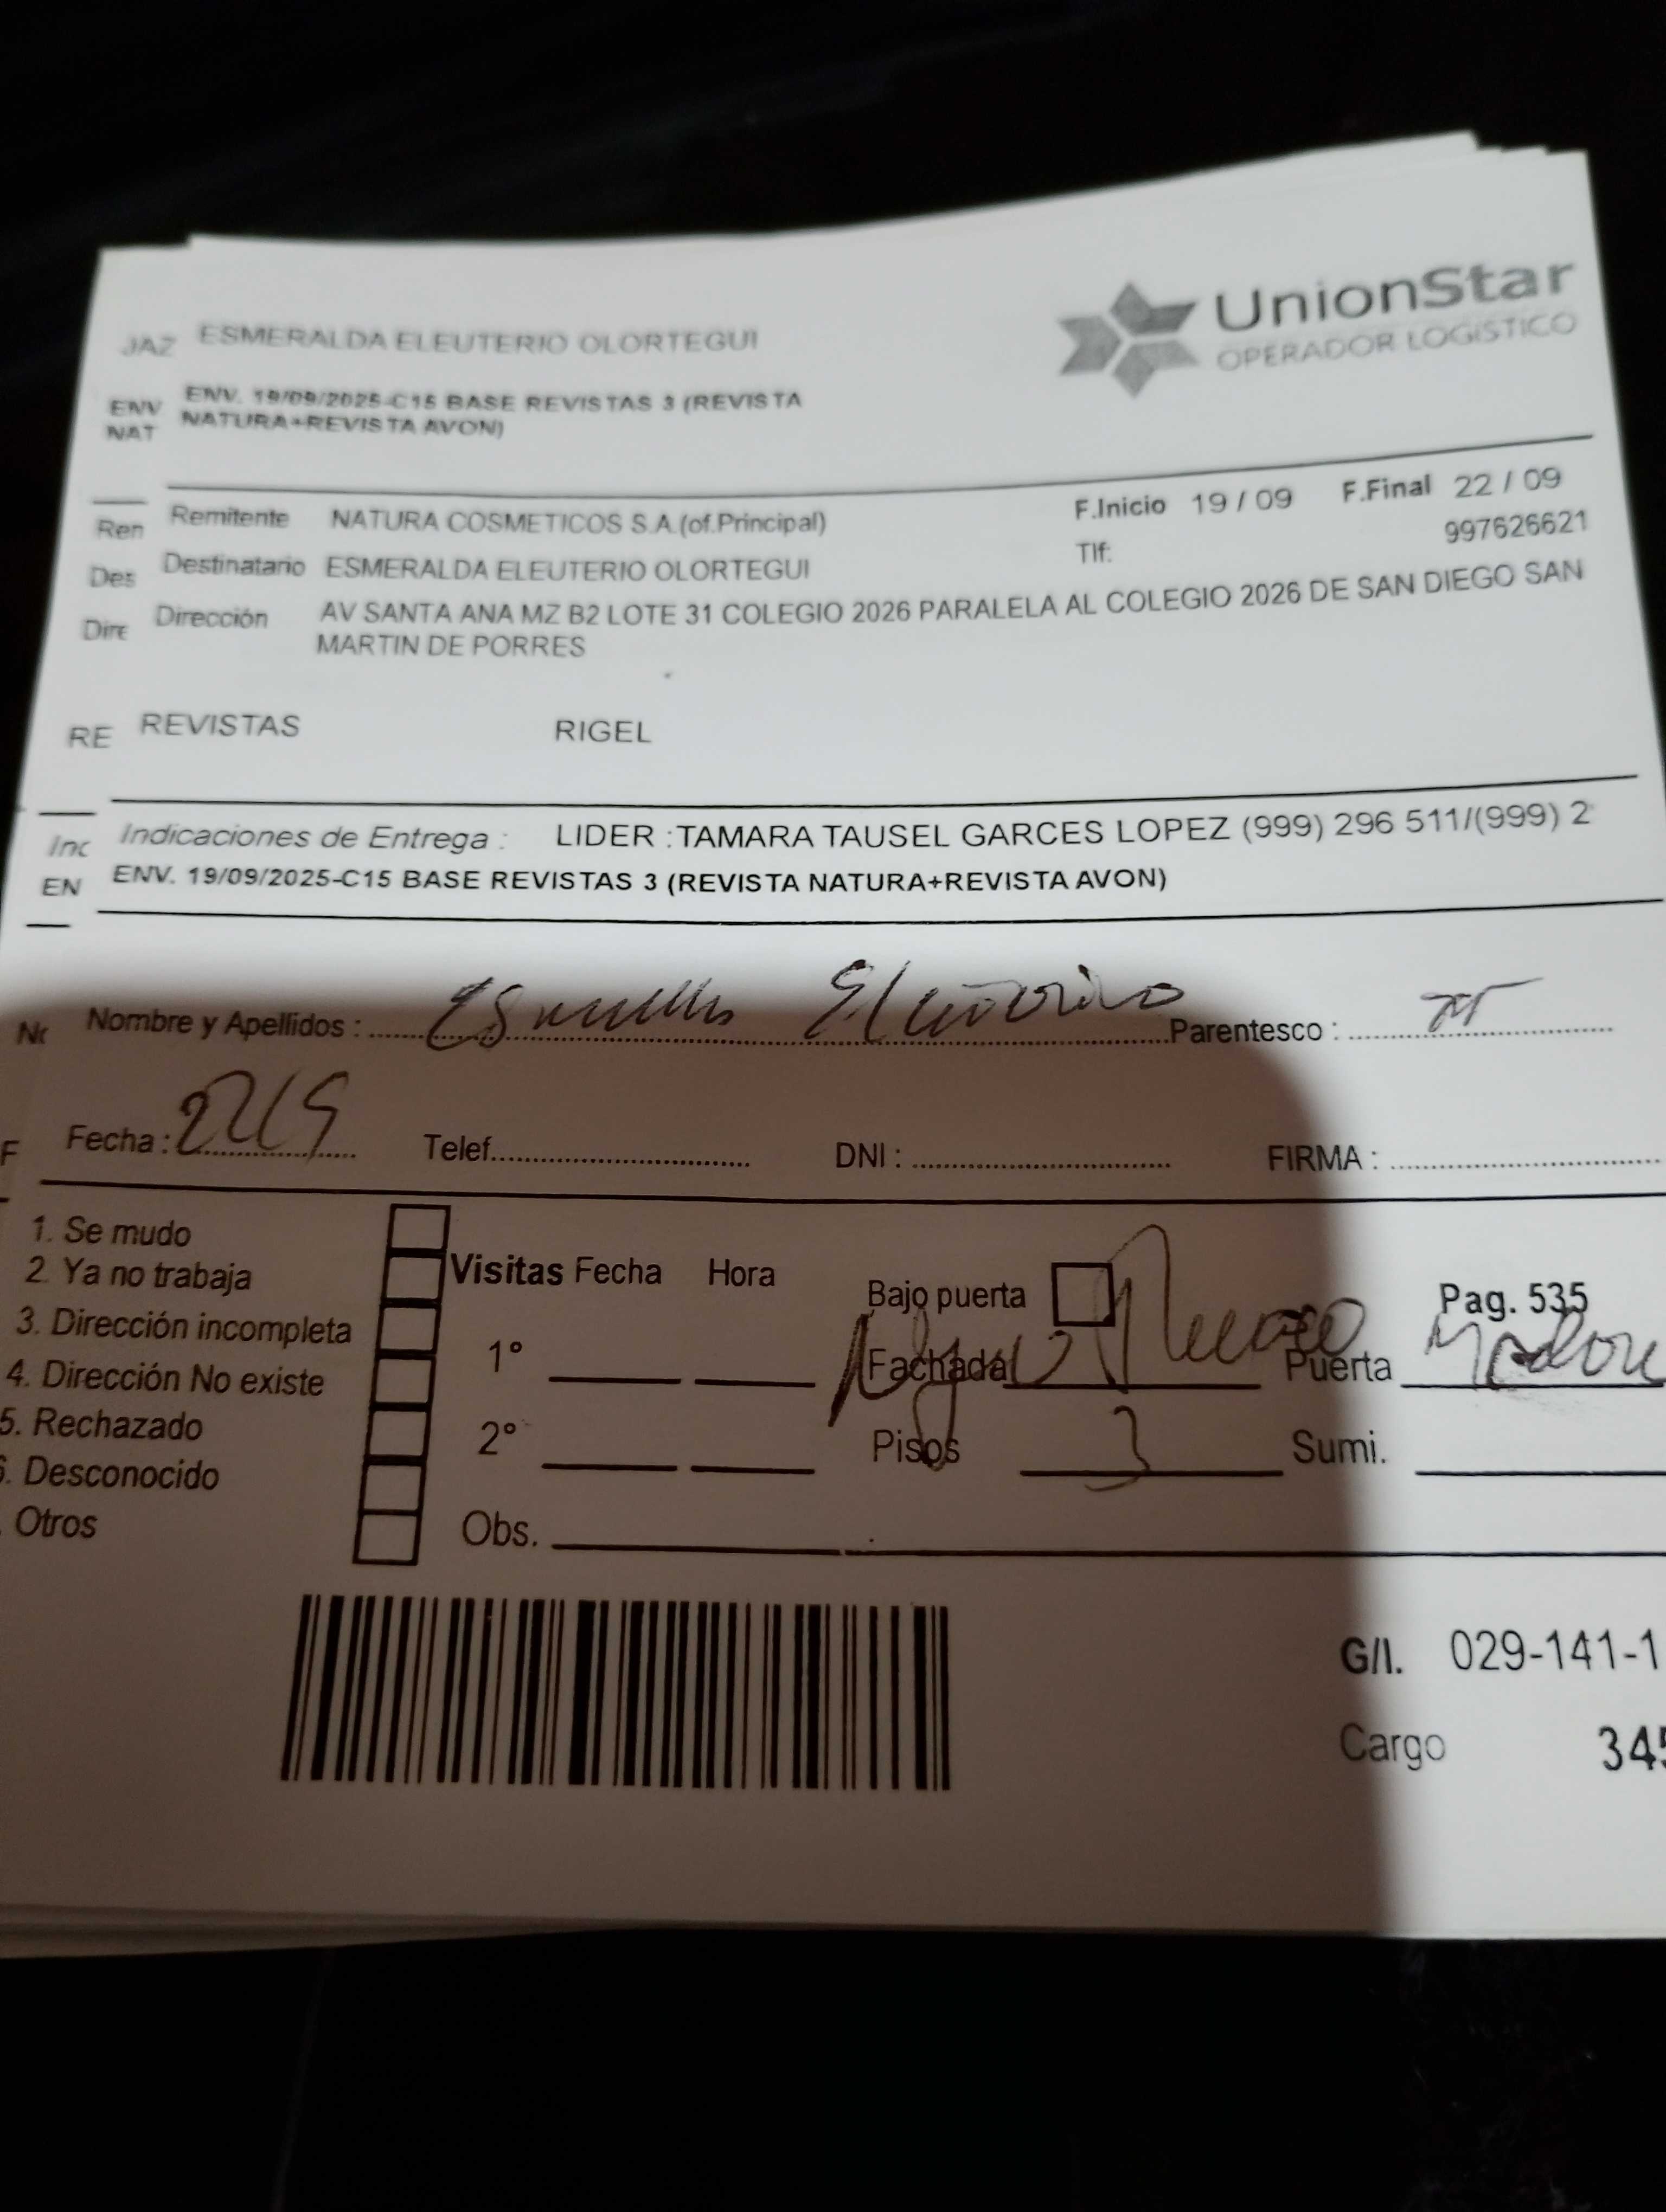 UnionStar
OPERADOR LOGISTICO
JAZ ESMERALDA ELEUTERIO OLORTEGUI
ENV ENV. 19/09/2025-C15 BASE REVISTAS 3 (REVISTA
NAT NATURA+REVISTA AVON)
F.Inicio 19 / 09 F.Final 22 / 09
Ren Remitente NATURA COSMETICOS S.A.(of.Principal)
Tlf: 997626621
Des Destinatario ESMERALDA ELEUTERIO OLORTEGUI
Dire Dirección AV SANTA ANA MZ B2 LOTE 31 COLEGIO 2026 PARALELA AL COLEGIO 2026 DE SAN DIEGO SAN
MARTIN DE PORRES
RE REVISTAS RIGEL
Inc Indicaciones de Entrega : LIDER :TAMARA TAUSEL GARCES LOPEZ (999) 296 511/(999) 2
EN ENV. 19/09/2025-C15 BASE REVISTAS 3 (REVISTA NATURA+REVISTA AVON)
Nombre y Apellidos : Parentesco :
F Fecha : Telef. DNI : FIRMA :
1. Se mudo
2. Ya no trabaja Visitas Fecha Hora Bajo puerta Pag. 535
3. Dirección incompleta 1° Fachada Puerta
4. Dirección No existe
5. Rechazado 2° Pisos 3 Sumi.
6. Desconocido
Otros Obs.
G/I. 029-141-1
Cargo 345